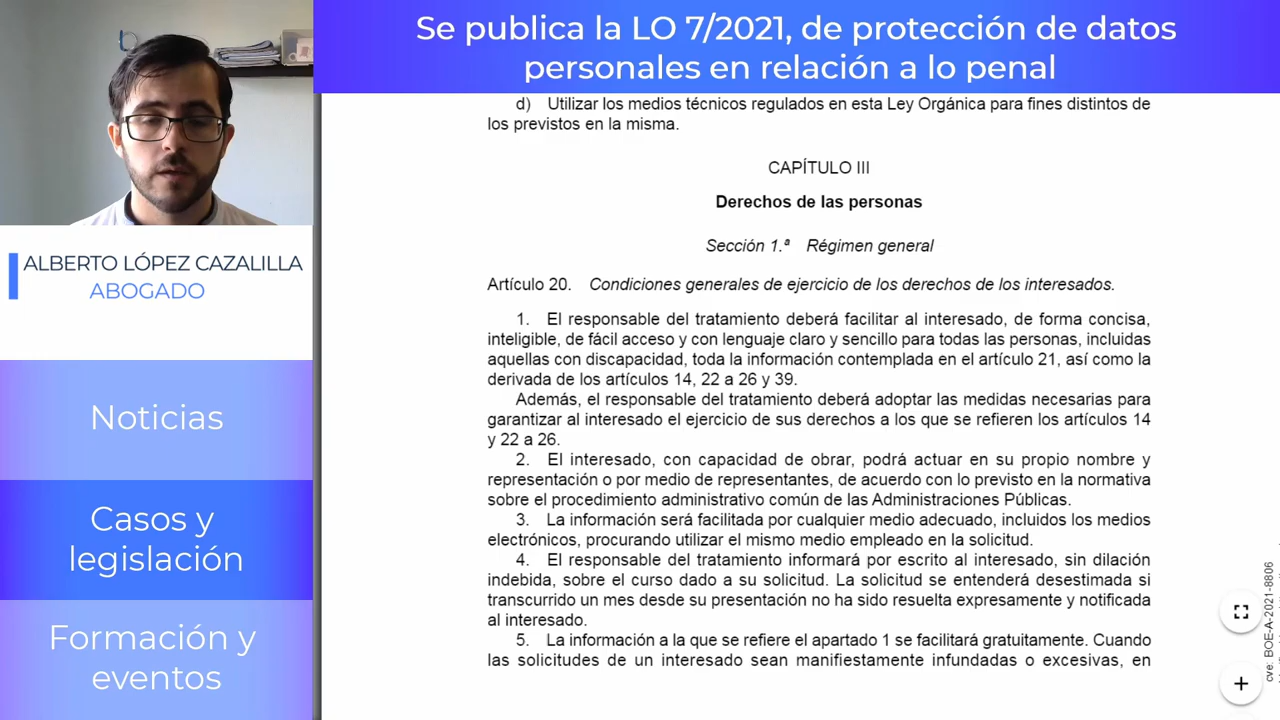 Se publica la LO 7/2021, de protección de datos
personales en relación a lo penal
ALBERTO LÓPEZ CAZALILLA
ABOGADO
Noticias
Casos y
legislación
Formación y
eventos
d) Utilizar los medios técnicos regulados en esta Ley Orgánica para fines distintos de
los previstos en la misma.
CAPÍTULO III
Derechos de las personas
Sección 1.ª Régimen general
Artículo 20. Condiciones generales de ejercicio de los derechos de los interesados.
1. El responsable del tratamiento deberá facilitar al interesado, de forma concisa,
inteligible, de fácil acceso y con lenguaje claro y sencillo para todas las personas, incluidas
aquellas con discapacidad, toda la información contemplada en el artículo 21, así como la
derivada de los artículos 14, 22 a 26 y 39.
Además, el responsable del tratamiento deberá adoptar las medidas necesarias para
garantizar al interesado el ejercicio de sus derechos a los que se refieren los artículos 14
y 22 a 26.
2. El interesado, con capacidad de obrar, podrá actuar en su propio nombre y
representación o por medio de representantes, de acuerdo con lo previsto en la normativa
sobre el procedimiento administrativo común de las Administraciones Públicas.
3. La información será facilitada por cualquier medio adecuado, incluidos los medios
electrónicos, procurando utilizar el mismo medio empleado en la solicitud.
4. El responsable del tratamiento informará por escrito al interesado, sin dilación
indebida, sobre el curso dado a su solicitud. La solicitud se entenderá desestimada si
transcurrido un mes desde su presentación no ha sido resuelta expresamente y notificada
al interesado.
5. La información a la que se refiere el apartado 1 se facilitará gratuitamente. Cuando
las solicitudes de un interesado sean manifiestamente infundadas o excesivas, en
ove: BOE-A-2021-8806